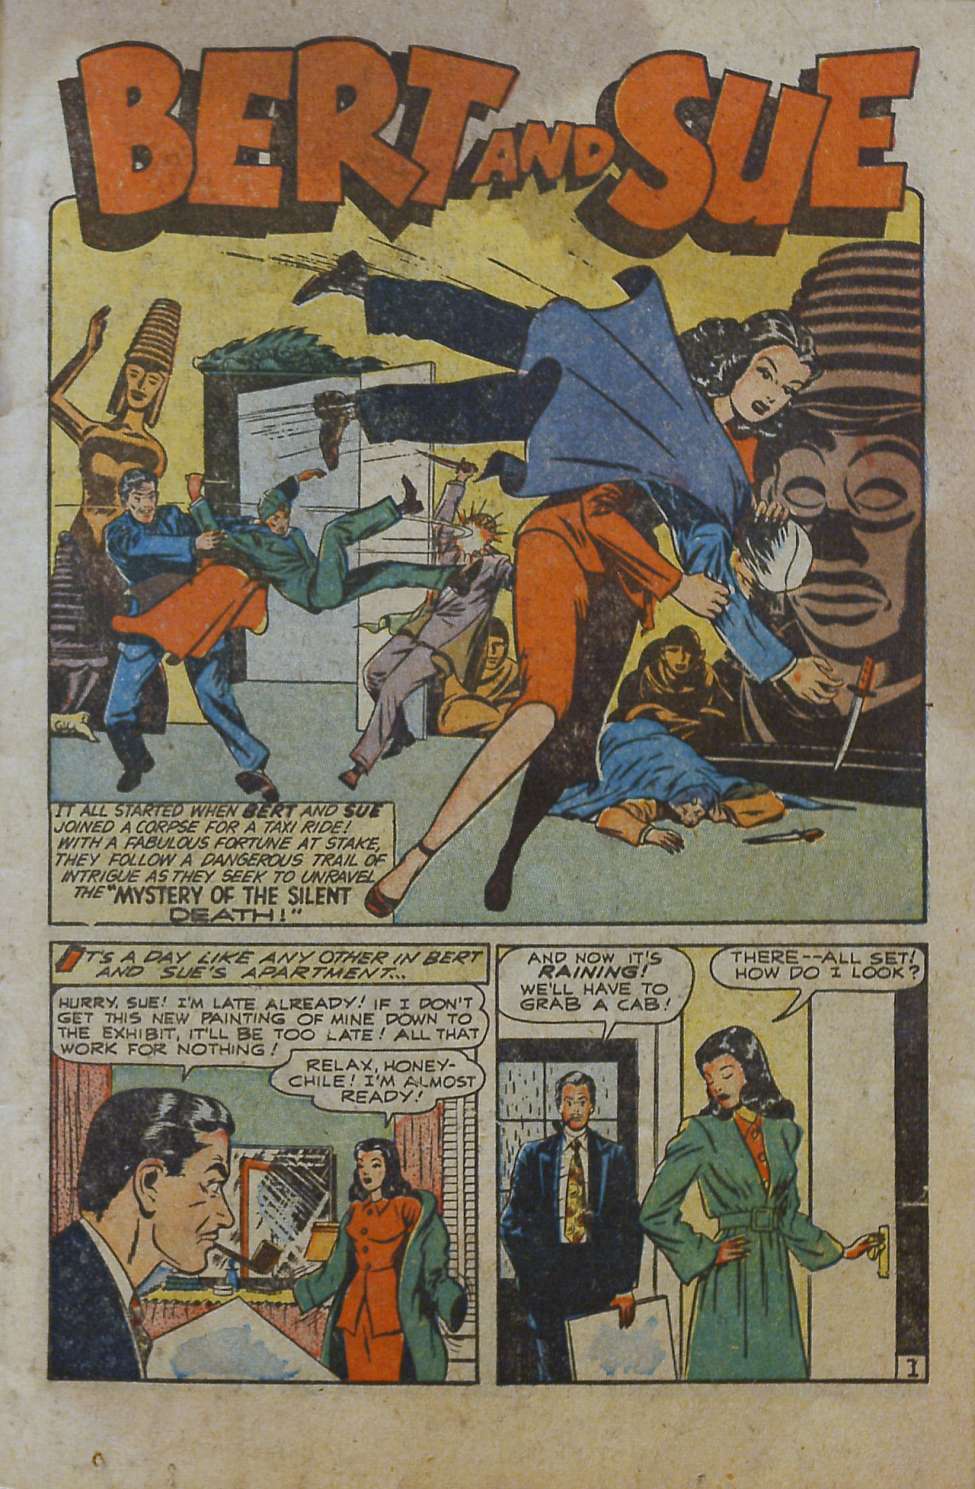 BERT AND SUE
IT ALL STARTED WHEN BERT AND SUE
JOINED A CORPSE FOR A TAXI RIDE!
WITH A FABULOUS FORTUNE AT STAKE,
THEY FOLLOW A DANGEROUS TRAIL OF
INTRIGUE AS THEY SEEK TO UNRAVEL
THE "MYSTERY OF THE SILENT
DEATH!"
IT'S A DAY LIKE ANY OTHER IN BERT
AND SUE'S APARTMENT...
HURRY, SUE! I'M LATE ALREADY! IF I DON'T
GET THIS NEW PAINTING OF MINE DOWN TO
THE EXHIBIT, IT'LL BE TOO LATE! ALL THAT
WORK FOR NOTHING!
RELAX, HONEY-
CHILE! I'M ALMOST
READY!
AND NOW IT'S
RAINING!
WE'LL HAVE TO
GRAB A CAB!
THERE--ALL SET!
HOW DO I LOOK?
1